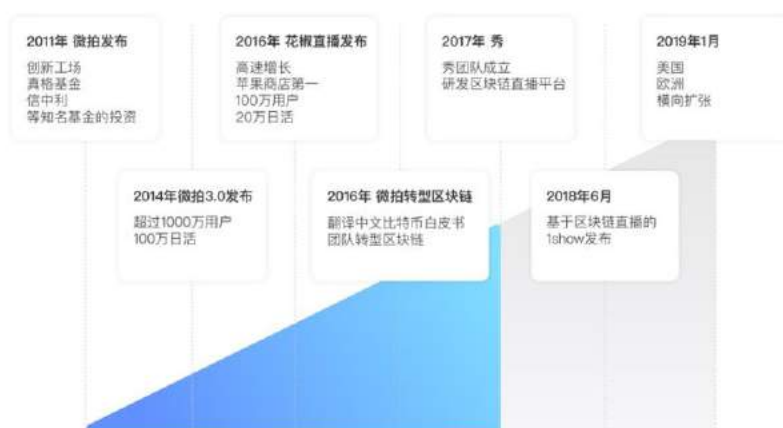 2011年 微拍发布
创新工场
真格基金
信中利
等知名基金的投资
2016年 花椒直播发布
高速增长
苹果商店第一
100万用户
20万日活
2017年 秀
秀团队成立
研发区块链直播平台
2019年1月
美国
欧洲
横向扩张
2014年微拍3.0发布
超过1000万用户
100万日活
2016年 微拍转型区块链
翻译中文比特币白皮书
团队转型区块链
2018年6月
基于区块链直播的
1show发布